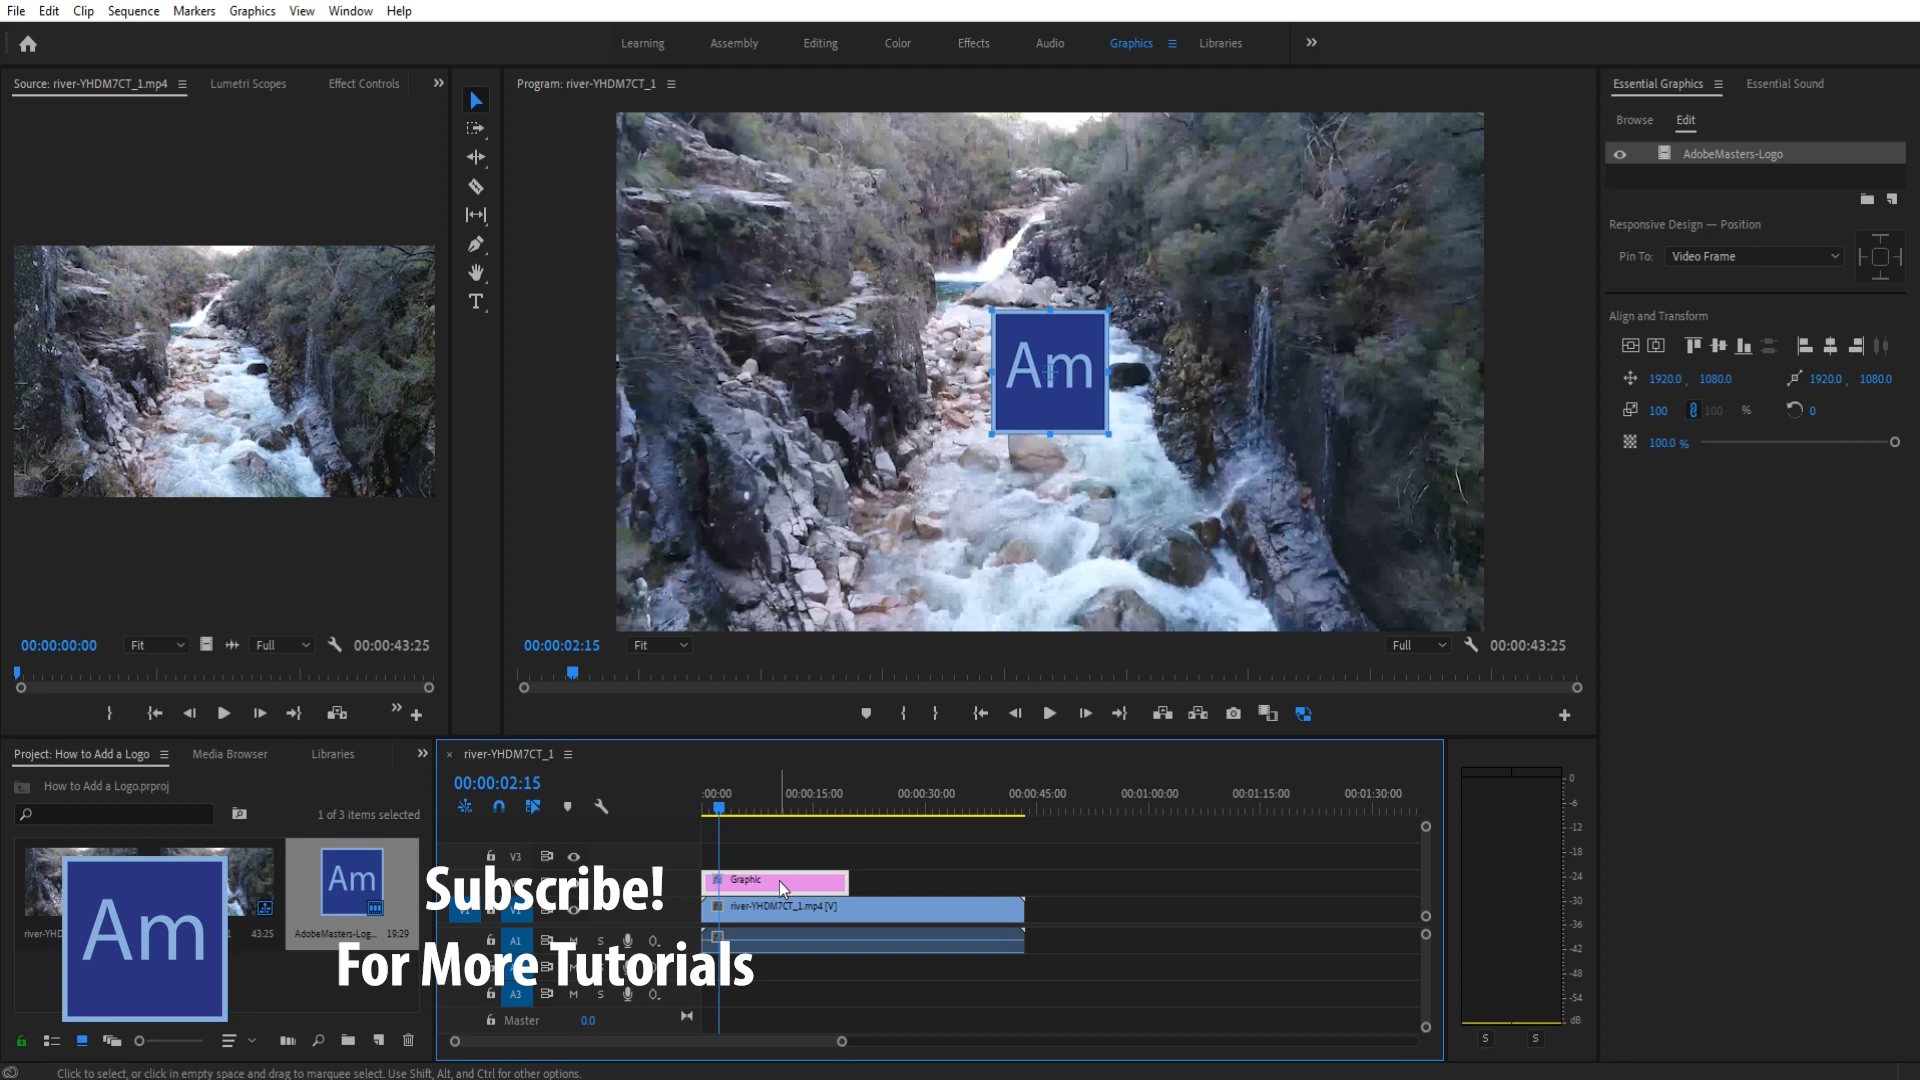 File Edit Clip Sequence Markers Graphics View Window Help
Learning Assembly Editing Color Effects Audio Graphics Libraries
Source: river-YHDM7CT_1.mp4 Lumetri Scopes Effect Controls
Program: river-YHDM7CT_1
Essential Graphics Essential Sound
Browse Edit
AdobeMasters-Logo
Responsive Design — Position
Pin To: Video Frame
Align and Transform
1920.0 , 1080.0 1920.0 , 1080.0
100 100 % 0
100.0 %
Am
00:00:00:00 Fit Full 00:00:43:25
00:00:02:15 Fit Full 00:00:43:25
Project: How to Add a Logo Media Browser Libraries
How to Add a Logo.prproj
1 of 3 items selected
Am
river-YHD
43:25
AdobeMasters-Log... 19;29
Am
river-YHDM7CT_1
00:00:02:15
:00:00 00:00:15:00 00:00:30:00 00:00:45:00 00:01:00:00 00:01:15:00 00:01:30:00
V3
Graphic
V1 V1 river-YHDM7CT_1.mp4 [V]
A1 M S
A3 M S
Master 0.0
Subscribe!
For More Tutorials
0
-6
-12
-18
-24
-30
-36
-42
-48
-54
dB
S S
Click to select, or click in empty space and drag to marquee select. Use Shift, Alt, and Ctrl for other options.